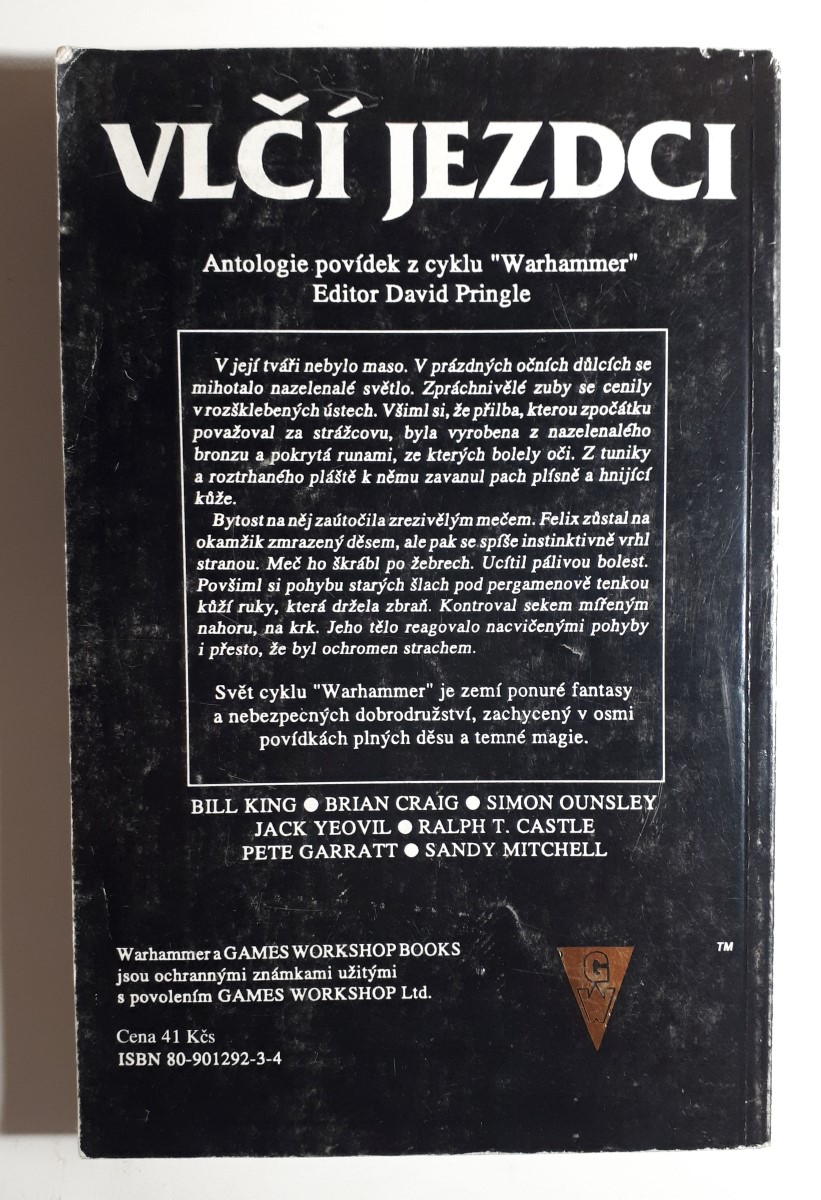 VLČÍ JEZDCI
Antologie povídek z cyklu "Warhammer"
Editor David Pringle
V její tváři nebylo maso. V prázdných očních důlcích se
mihotalo nazelenalé světlo. Zpráchnivělé zuby se cenily
v rozšklebených ústech. Všiml si, že přilba, kterou zpočátku
považoval za strážcovu, byla vyrobena z nazelenalého
bronzu a pokrytá runami, ze kterých bolely oči. Z tuniky
a roztrhaného pláště k němu zavanul pach plísně a hnijící
kůže.
Bytost na něj zaútočila zrezivělým mečem. Felix zůstal na
okamžik zmrazený děsem, ale pak se spíše instinktivně vrhl
stranou. Meč ho škrábl po žebrech. Ucítil pálivou bolest.
Povšiml si pohybu starých šlach pod pergamenově tenkou
kůží ruky, která držela zbraň. Kontroval sekem mířeným
nahoru, na krk. Jeho tělo reagovalo nacvičenými pohyby
i přesto, že byl ochromen strachem.
Svět cyklu "Warhammer" je zemí ponuré fantasy
a nebezpečných dobrodružství, zachycený v osmi
povídkách plných děsu a temné magie.
BILL KING ● BRIAN CRAIG ● SIMON OUNSLEY
JACK YEOVIL ● RALPH T. CASTLE
PETE GARRATT ● SANDY MITCHELL
Warhammer a GAMES WORKSHOP BOOKS
jsou ochrannými známkami užitými
s povolením GAMES WORKSHOP Ltd.
GW
TM
Cena 41 Kčs
ISBN 80-901292-3-4